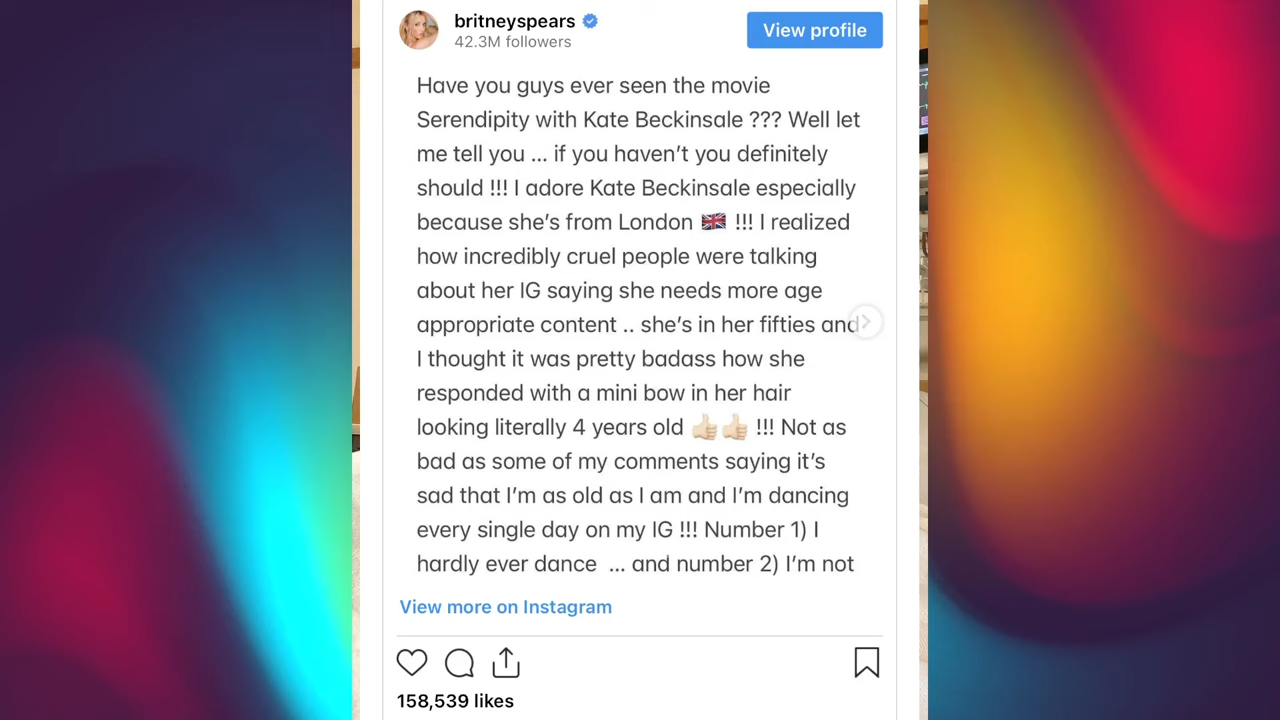 britneyspears
42.3M followers
View profile
Have you guys ever seen the movie
Serendipity with Kate Beckinsale ??? Well let
me tell you ... if you haven’t you definitely
should !!! I adore Kate Beckinsale especially
because she’s from London 🇬🇧 !!! I realized
how incredibly cruel people were talking
about her IG saying she needs more age
appropriate content .. she’s in her fifties and
I thought it was pretty badass how she
responded with a mini bow in her hair
looking literally 4 years old 👍🏻👍🏻 !!! Not as
bad as some of my comments saying it’s
sad that I’m as old as I am and I’m dancing
every single day on my IG !!! Number 1) I
hardly ever dance ... and number 2) I’m not
View more on Instagram
158,539 likes